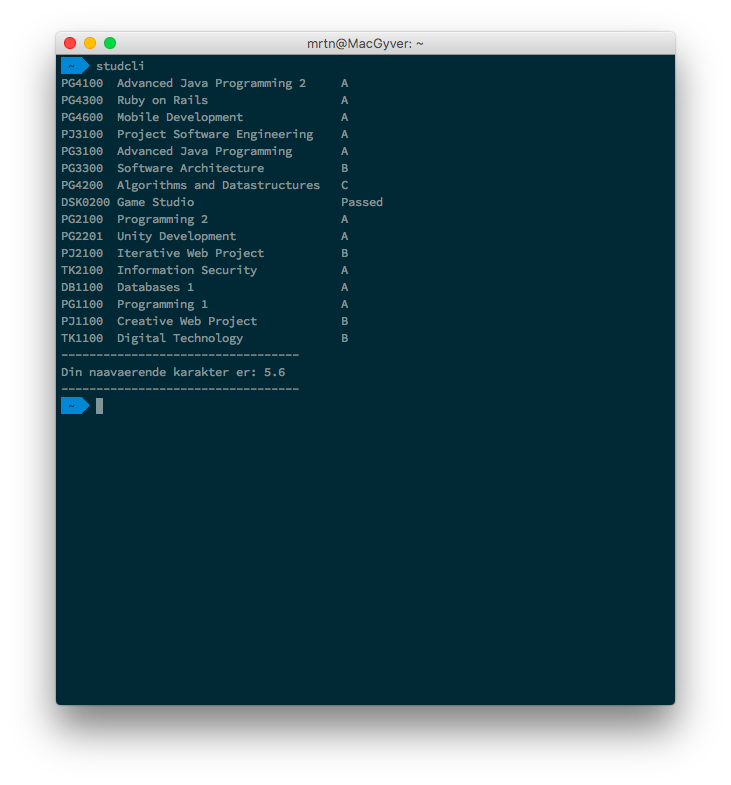 mrtn@MacGyver: ~
~ studcli
PG4100 Advanced Java Programming 2 A
PG4300 Ruby on Rails A
PG4600 Mobile Development A
PJ3100 Project Software Engineering A
PG3100 Advanced Java Programming A
PG3300 Software Architecture B
PG4200 Algorithms and Datastructures C
DSK0200 Game Studio Passed
PG2100 Programming 2 A
PG2201 Unity Development A
PJ2100 Iterative Web Project B
TK2100 Information Security A
DB1100 Databases 1 A
PG1100 Programming 1 A
PJ1100 Creative Web Project B
TK1100 Digital Technology B
----------------------------------
Din naavaerende karakter er: 5.6
----------------------------------
~